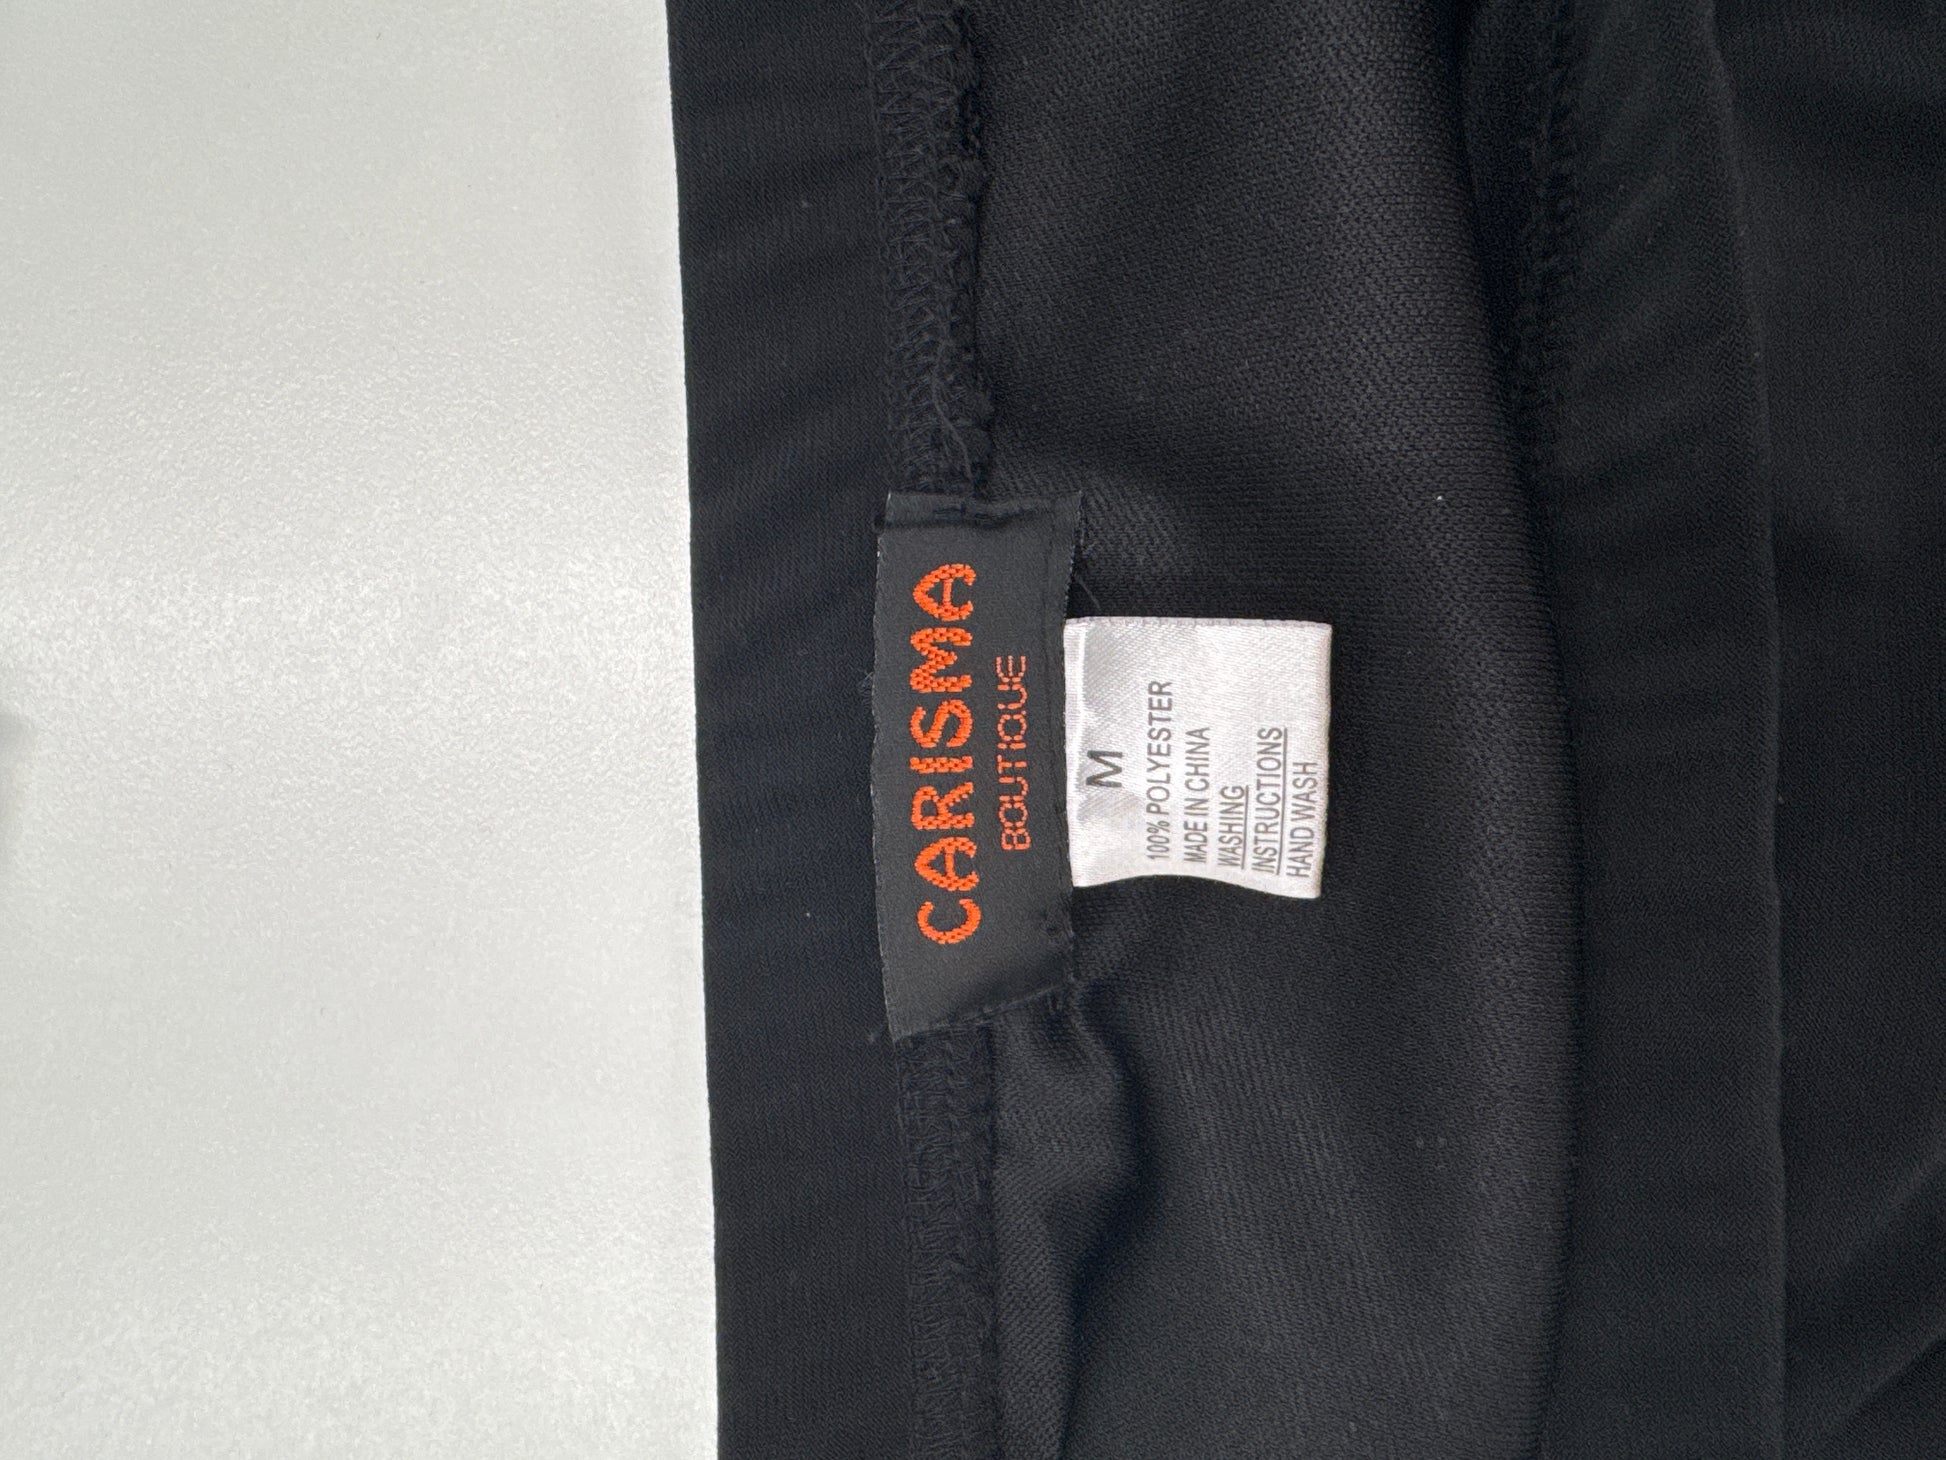 CARISMA
BOUTIQUE
M
100% POLYESTER
MADE IN CHINA
WASHING
INSTRUCTIONS
HAND WASH